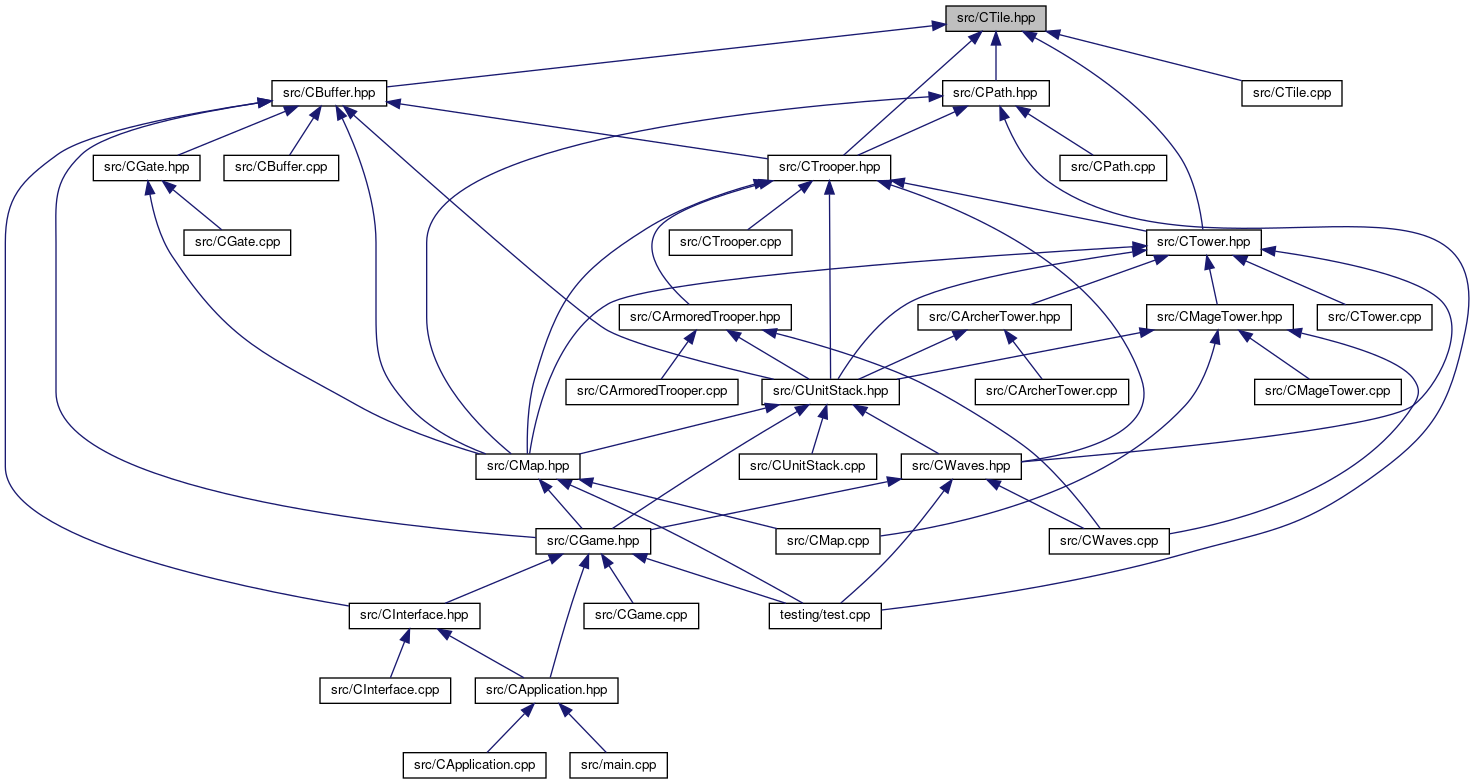 src/CTile.hpp
src/CBuffer.hpp
src/CPath.hpp
src/CTile.cpp
src/CGate.hpp
src/CBuffer.cpp
src/CTrooper.hpp
src/CPath.cpp
src/CGate.cpp
src/CTrooper.cpp
src/CTower.hpp
src/CArmoredTrooper.hpp
src/CArcherTower.hpp
src/CMageTower.hpp
src/CTower.cpp
src/CArmoredTrooper.cpp
src/CUnitStack.hpp
src/CArcherTower.cpp
src/CMageTower.cpp
src/CMap.hpp
src/CUnitStack.cpp
src/CWaves.hpp
src/CGame.hpp
src/CMap.cpp
src/CWaves.cpp
src/CInterface.hpp
src/CGame.cpp
testing/test.cpp
src/CInterface.cpp
src/CApplication.hpp
src/CApplication.cpp
src/main.cpp